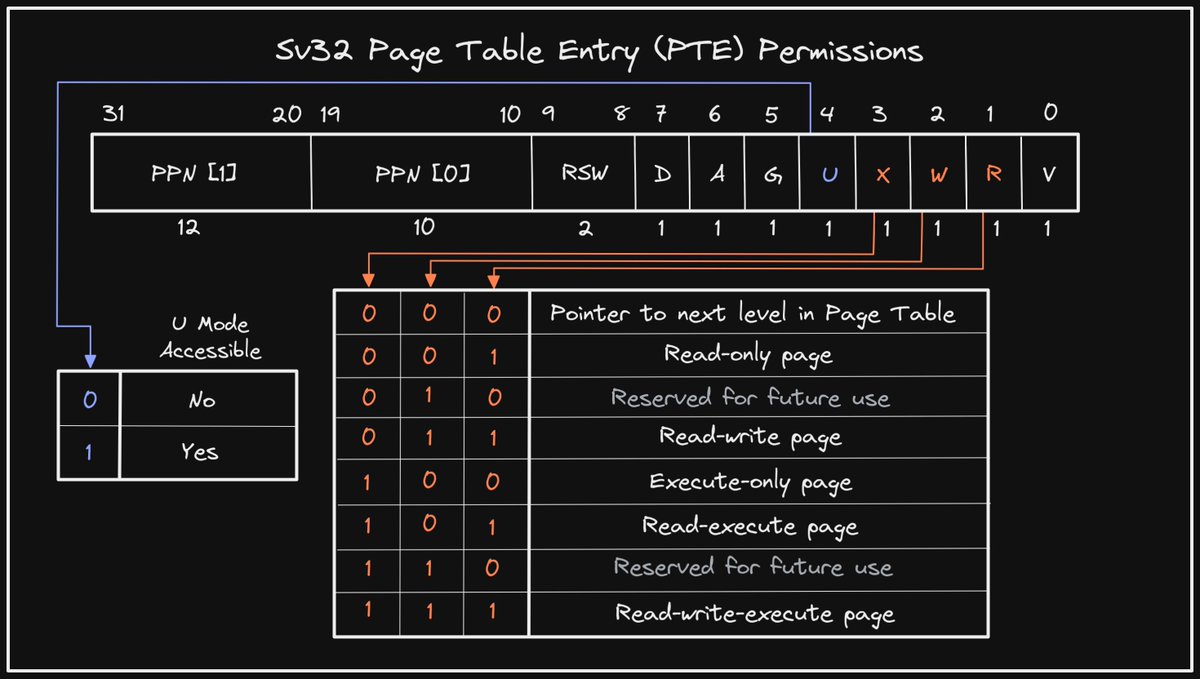 Sv32 Page Table Entry (PTE) Permissions
31 20 19 10 9 8 7 6 5 4 3 2 1 0
PPN [1] PPN [0] RSW D A G U X W R V
12 10 2 1 1 1 1 1 1 1 1
U Mode
Accessible
0 No
1 Yes
0 0 0 Pointer to next level in Page Table
0 0 1 Read-only page
0 1 0 Reserved for future use
0 1 1 Read-write page
1 0 0 Execute-only page
1 0 1 Read-execute page
1 1 0 Reserved for future use
1 1 1 Read-write-execute page